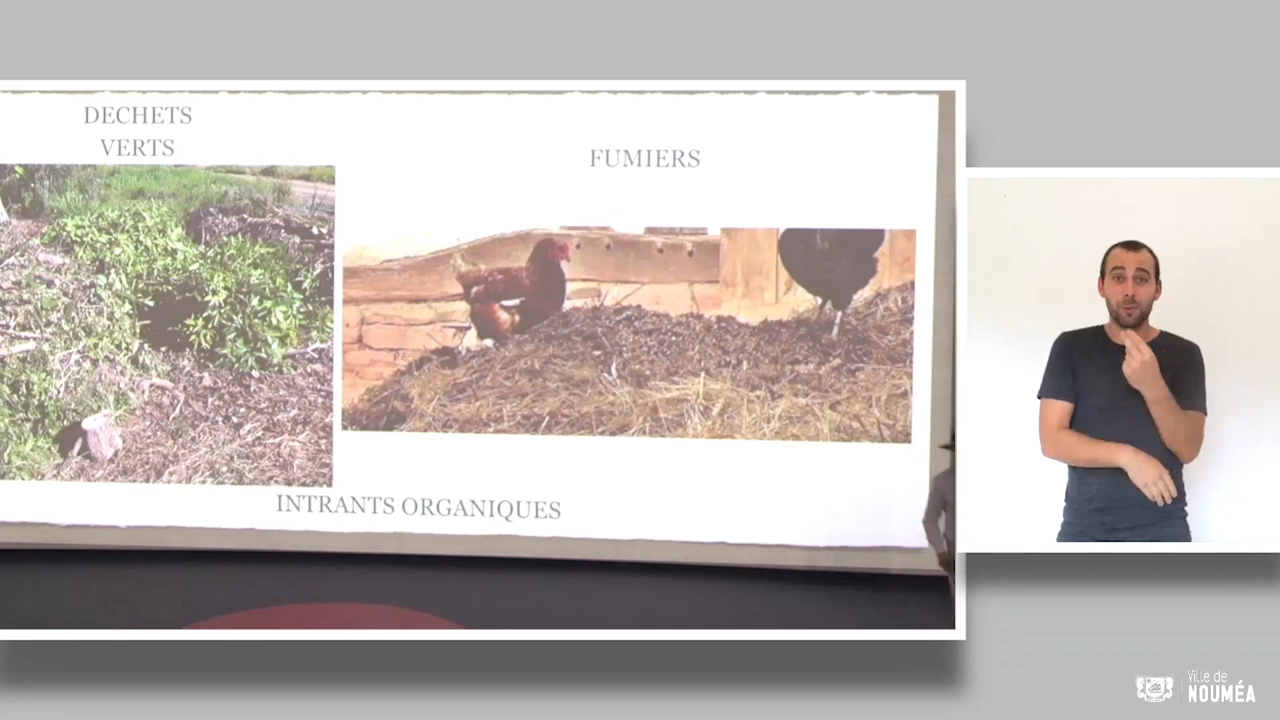 DECHETS
VERTS
FUMIERS
INTRANTS ORGANIQUES
Ville de
NOUMÉA